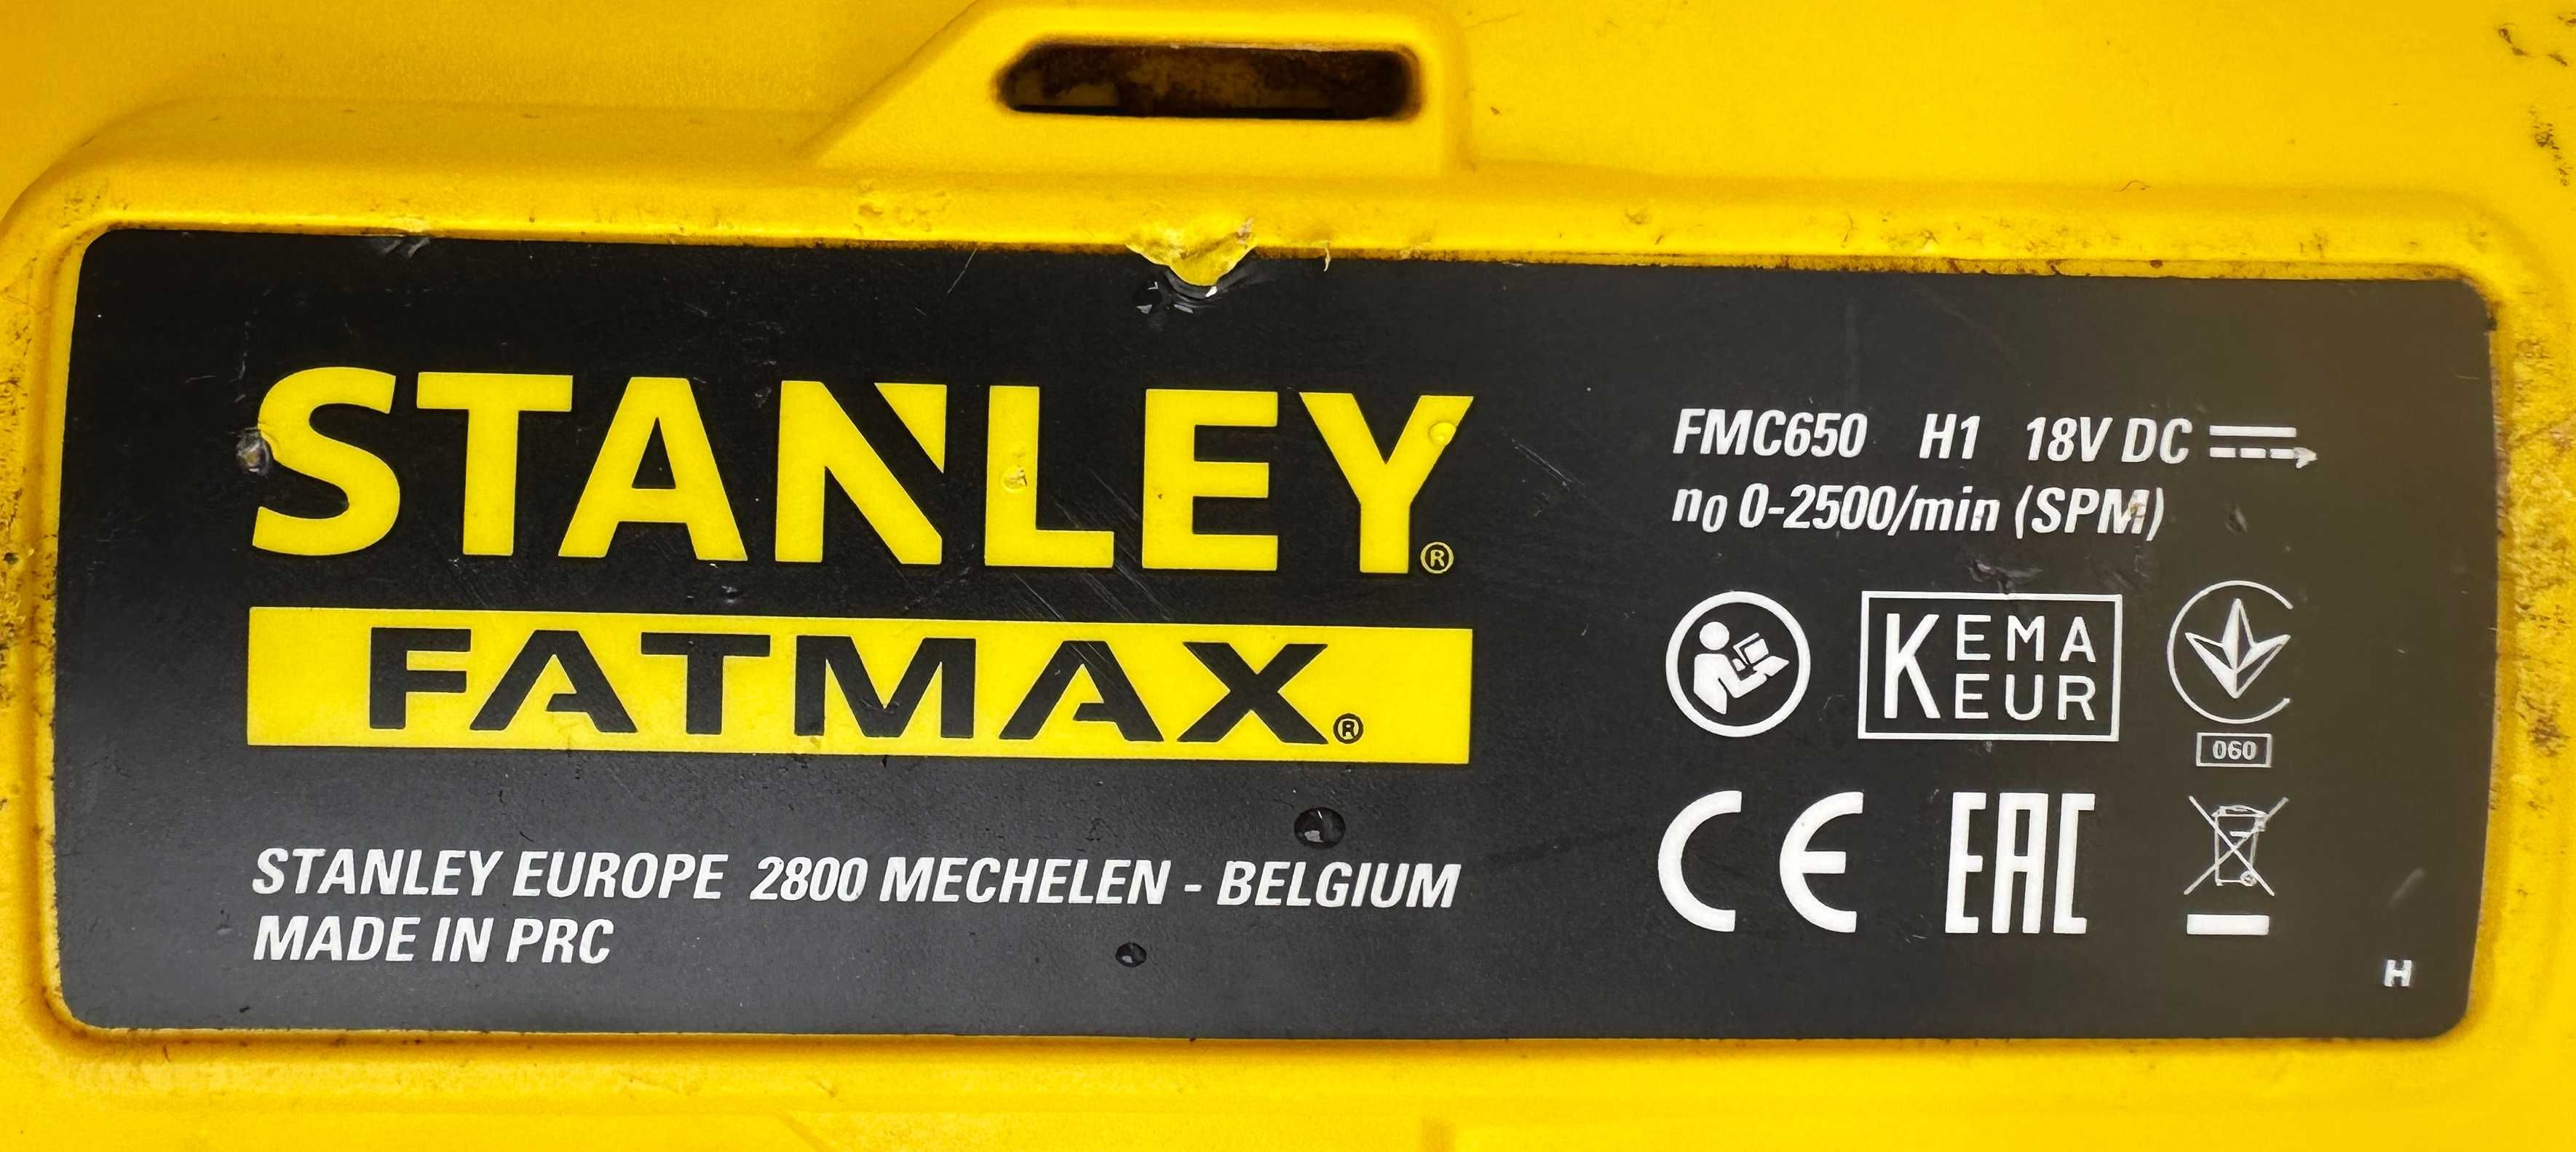 STANLEY®
FATMAX®
STANLEY EUROPE 2800 MECHELEN - BELGIUM
MADE IN PRC
FMC650 H1 18V DC
n₀ 0-2500/min (SPM)
KEMA
EUR
060
CE EAC
H